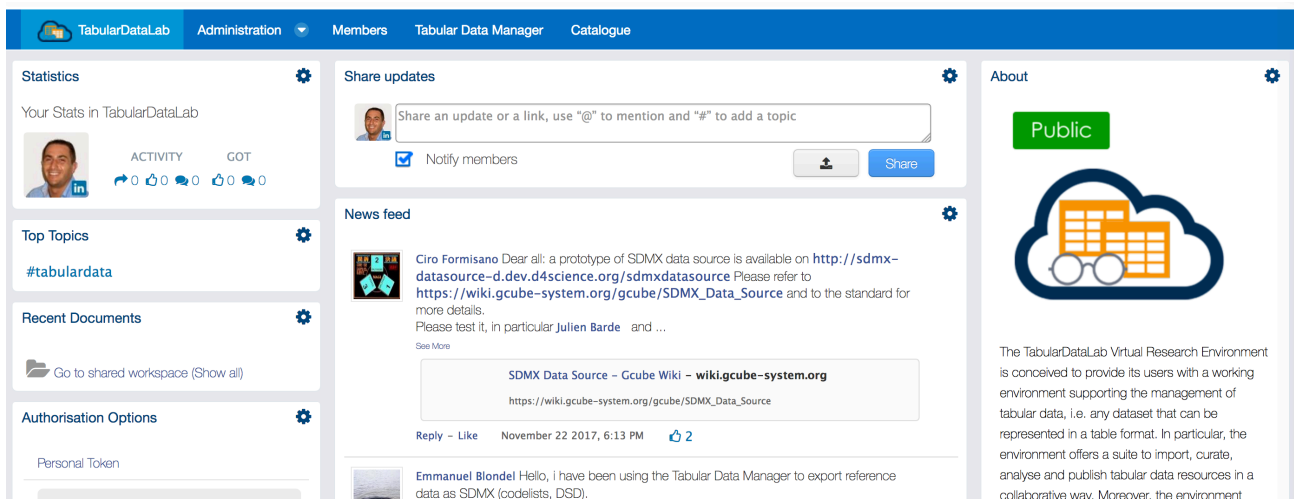 TabularDataLab
Administration
Members
Tabular Data Manager
Catalogue
Statistics
Your Stats in TabularDataLab
ACTIVITY GOT
0 0 0 0 0
in
Top Topics
#tabulardata
Recent Documents
Go to shared workspace (Show all)
Authorisation Options
Personal Token
Share updates
in
Share an update or a link, use “@” to mention and “#” to add a topic
Notify members
Share
News feed
Ciro Formisano Dear all: a prototype of SDMX data source is available on http://sdmx-
datasource-d.dev.d4science.org/sdmxdatasource Please refer to
https://wiki.gcube-system.org/gcube/SDMX_Data_Source and to the standard for
more details.
Please test it, in particular Julien Barde and ...
See More
SDMX Data Source – Gcube Wiki – wiki.gcube-system.org
https://wiki.gcube-system.org/gcube/SDMX_Data_Source
Reply – Like November 22 2017, 6:13 PM 2
Emmanuel Blondel Hello, i have been using the Tabular Data Manager to export reference
data as SDMX (codelists, DSD).
About
Public
The TabularDataLab Virtual Research Environment
is conceived to provide its users with a working
environment supporting the management of
tabular data, i.e. any dataset that can be
represented in a table format. In particular, the
environment offers a suite to import, curate,
analyse and publish tabular data resources in a
collaborative way. Moreover, the environment